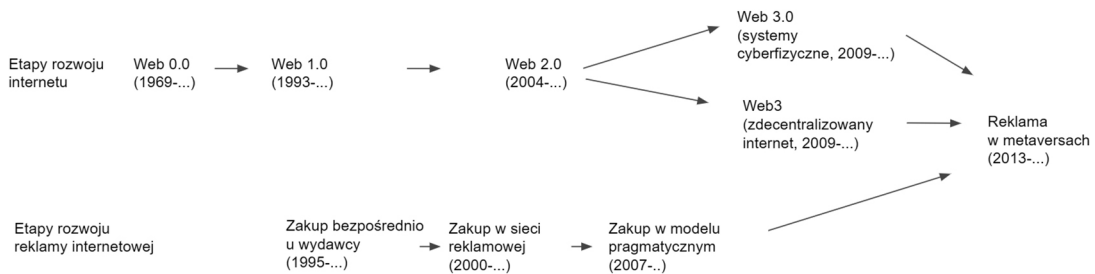 Etapy rozwoju
internetu
Web 0.0
(1969-...)
Web 1.0
(1993-...)
Web 2.0
(2004-...)
Web 3.0
(systemy
cyberfizyczne, 2009-...)
Web3
(zdecentralizowany
internet, 2009-...)
Reklama
w metaversach
(2013-...)
Etapy rozwoju
reklamy internetowej
Zakup bezpośrednio
u wydawcy
(1995-...)
Zakup w sieci
reklamowej
(2000-...)
Zakup w modelu
pragmatycznym
(2007-..)